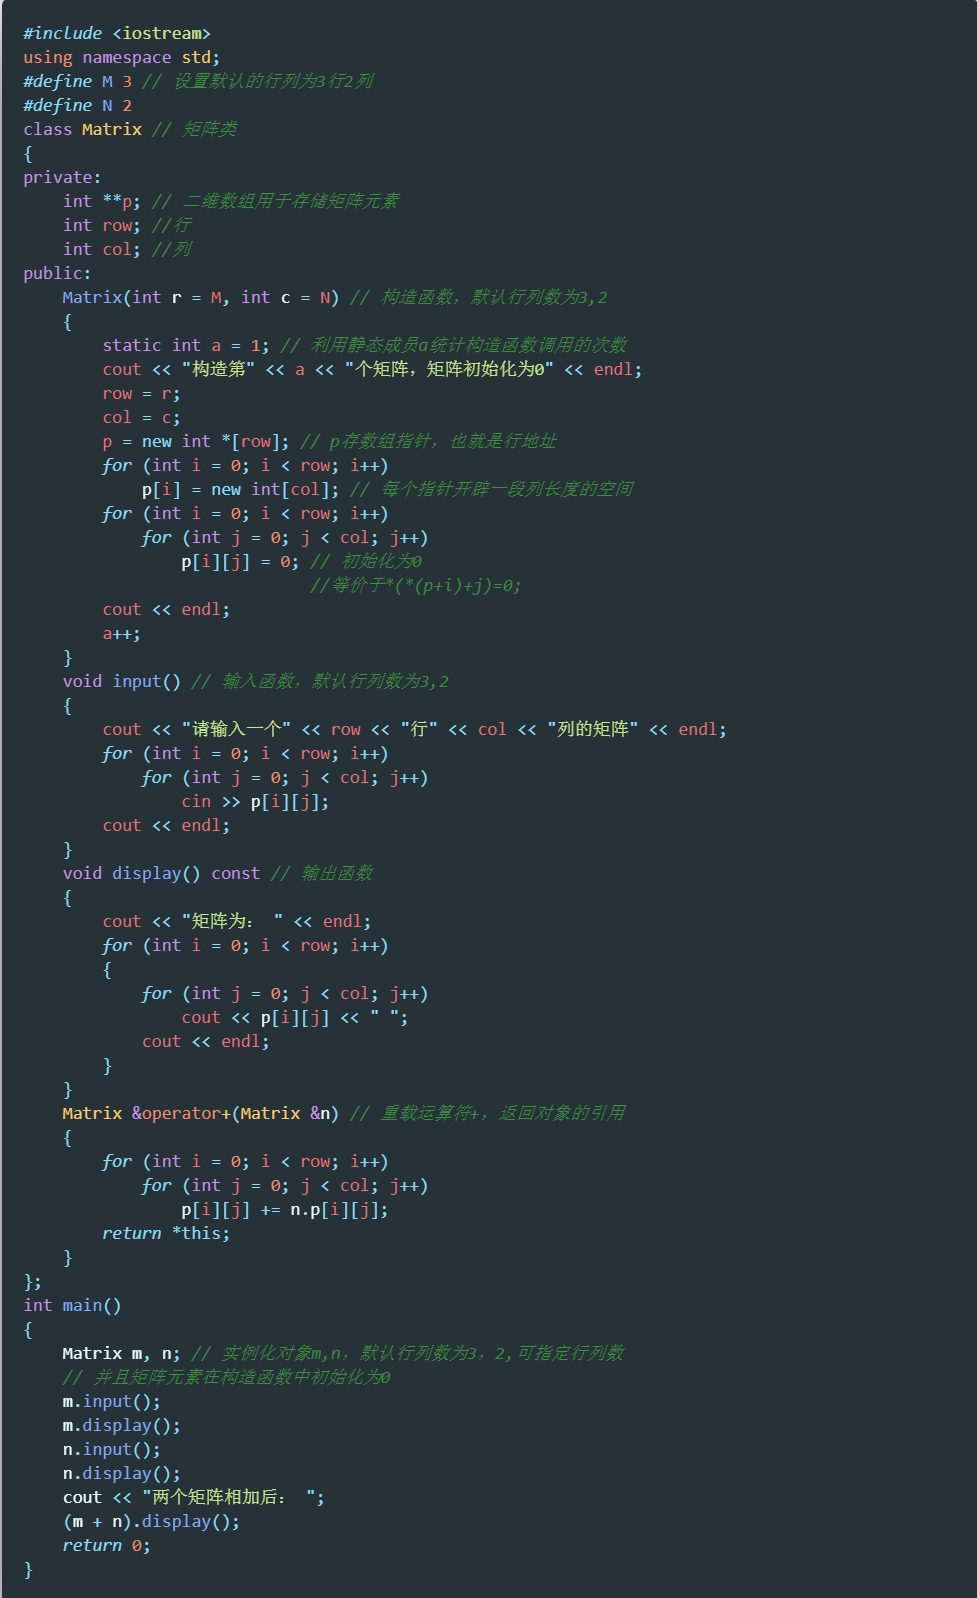 #include <iostream>
using namespace std;
#define M 3 // 设置默认的行列为3行2列
#define N 2
class Matrix // 矩阵类
{
private:
    int **p; // 二维数组用于存储矩阵元素
    int row; //行
    int col; //列
public:
    Matrix(int r = M, int c = N) // 构造函数，默认行列数为3,2
    {
        static int a = 1; // 利用静态成员a统计构造函数调用的次数
        cout << "构造第" << a << "个矩阵，矩阵初始化为0" << endl;
        row = r;
        col = c;
        p = new int *[row]; // p存数组指针，也就是行地址
        for (int i = 0; i < row; i++)
            p[i] = new int[col]; // 每个指针开辟一段列长度的空间
        for (int i = 0; i < row; i++)
            for (int j = 0; j < col; j++)
                p[i][j] = 0; // 初始化为0
                             //等价于*(*(p+i)+j)=0;
        cout << endl;
        a++;
    }
    void input() // 输入函数，默认行列数为3,2
    {
        cout << "请输入一个" << row << "行" << col << "列的矩阵" << endl;
        for (int i = 0; i < row; i++)
            for (int j = 0; j < col; j++)
                cin >> p[i][j];
        cout << endl;
    }
    void display() const // 输出函数
    {
        cout << "矩阵为： " << endl;
        for (int i = 0; i < row; i++)
        {
            for (int j = 0; j < col; j++)
                cout << p[i][j] << " ";
            cout << endl;
        }
    }
    Matrix &operator+(Matrix &n) // 重载运算符+，返回对象的引用
    {
        for (int i = 0; i < row; i++)
            for (int j = 0; j < col; j++)
                p[i][j] += n.p[i][j];
        return *this;
    }
};
int main()
{
    Matrix m, n; // 实例化对象m,n，默认行列数为3，2,可指定行列数
    // 并且矩阵元素在构造函数中初始化为0
    m.input();
    m.display();
    n.input();
    n.display();
    cout << "两个矩阵相加后： ";
    (m + n).display();
    return 0;
}